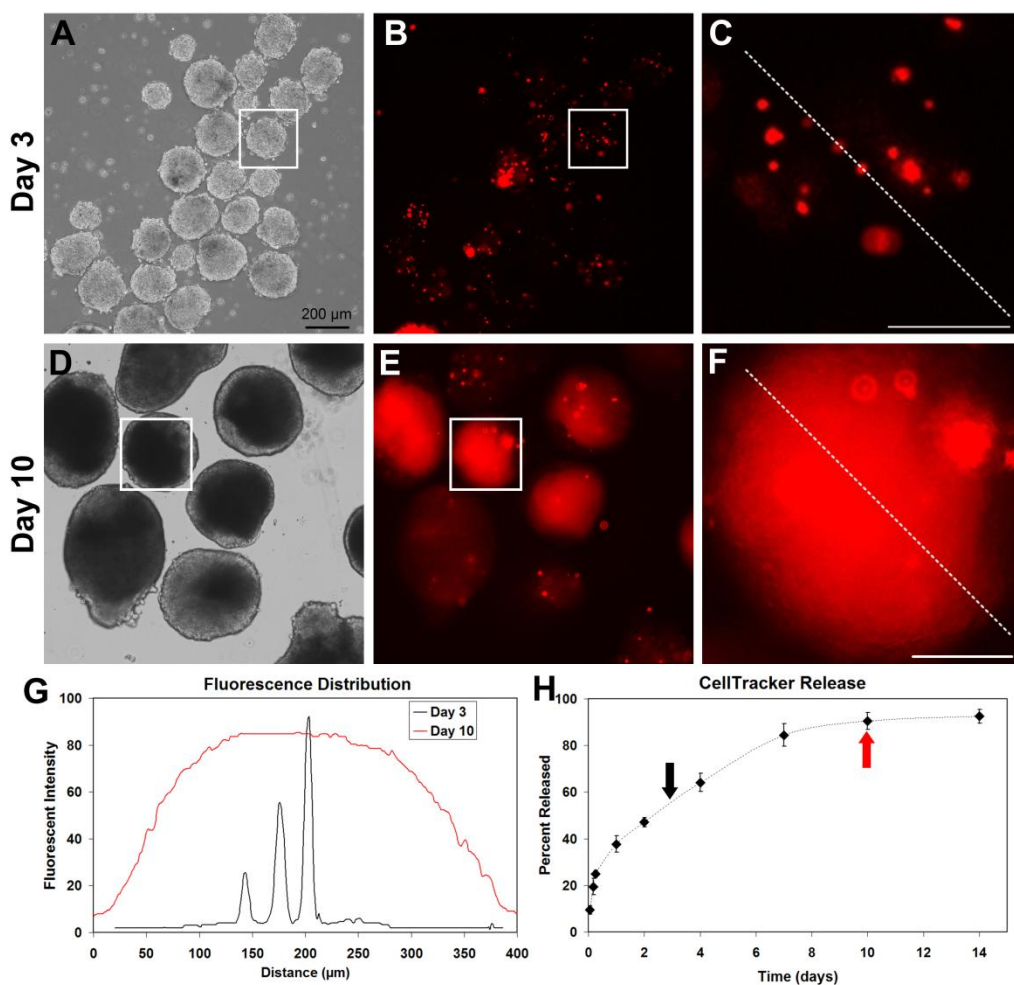 A
B
C
Day 3
200 µm
D
E
F
Day 10
G
Fluorescence Distribution
100
80
60
40
20
0
Fluorescent Intensity
Day 3
Day 10
0 50 100 150 200 250 300 350 400
Distance (µm)
H
CellTracker Release
100
80
60
40
20
0
Percent Released
0 2 4 6 8 10 12 14
Time (days)